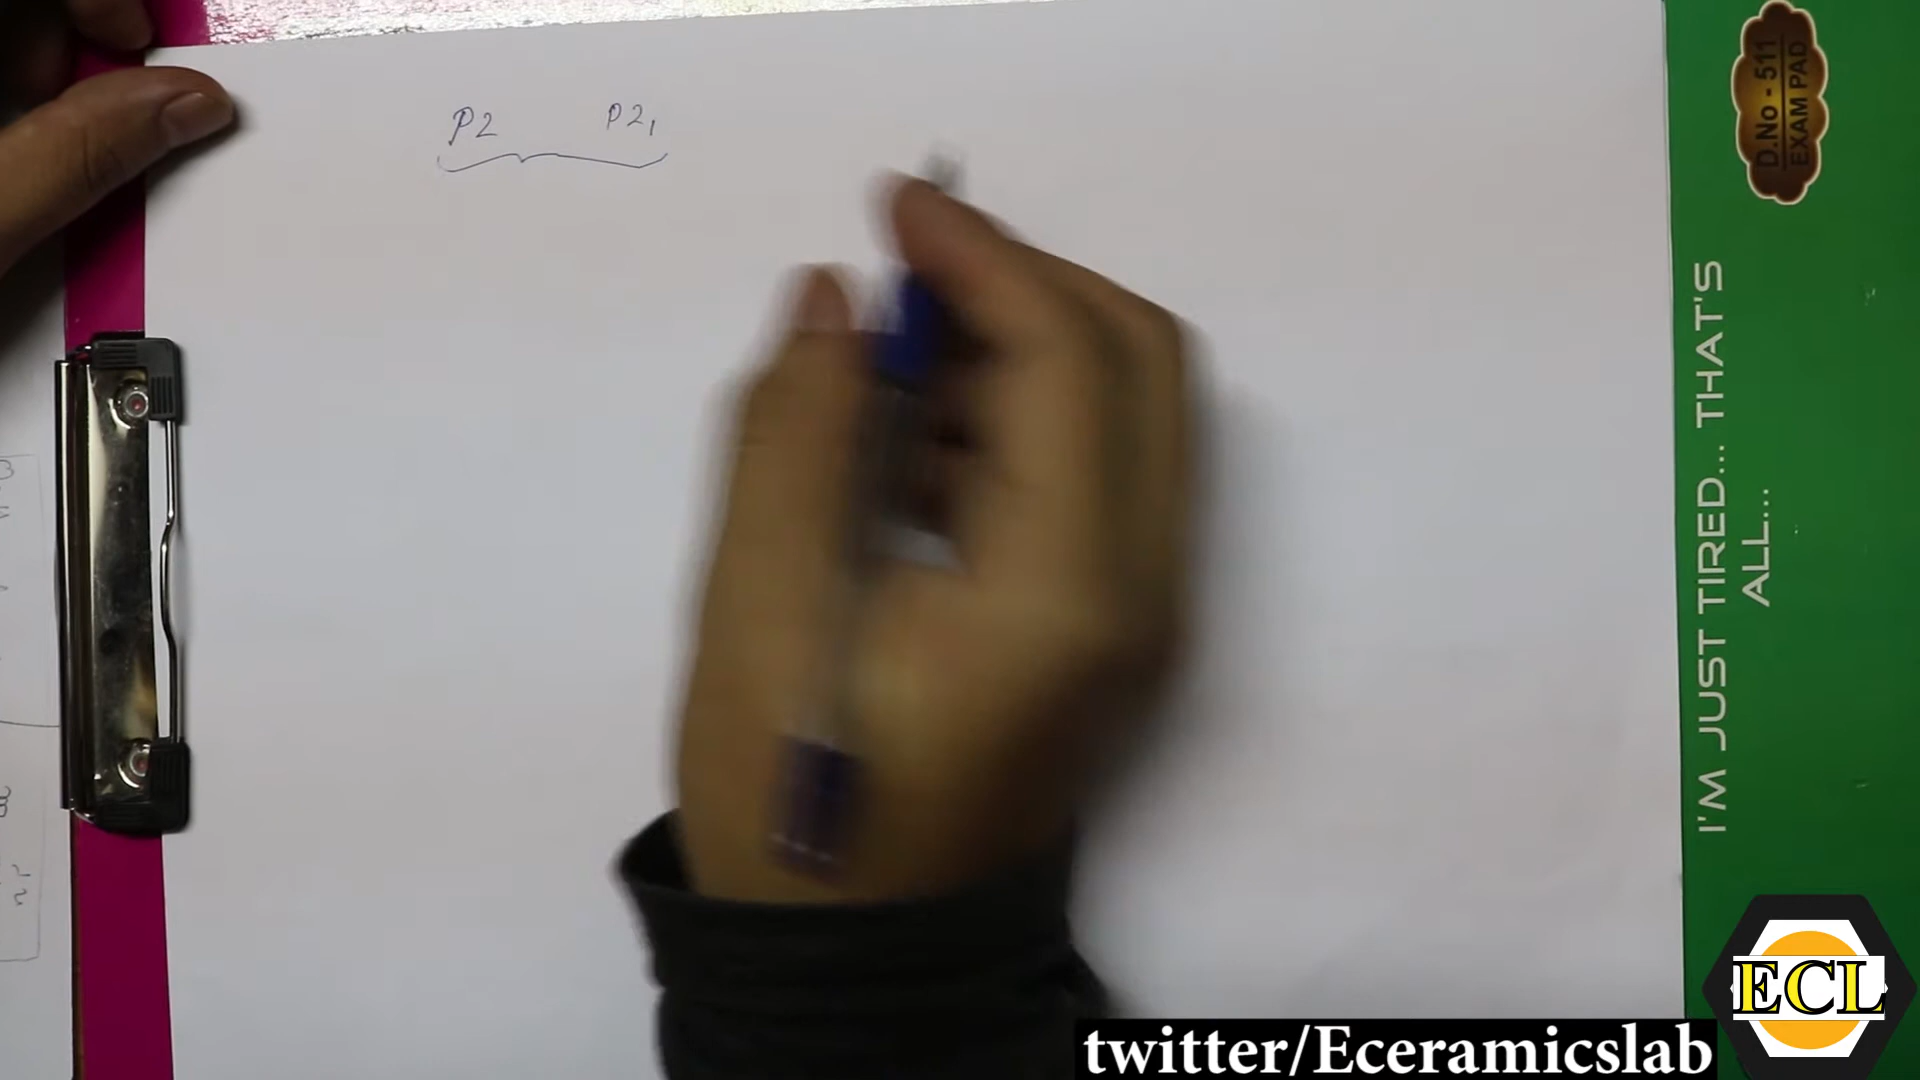 P2 P2₁
D.No - 511
EXAM PAD
I'M JUST TIRED... THAT'S
ALL...
ECL
twitter/Eceramicslab